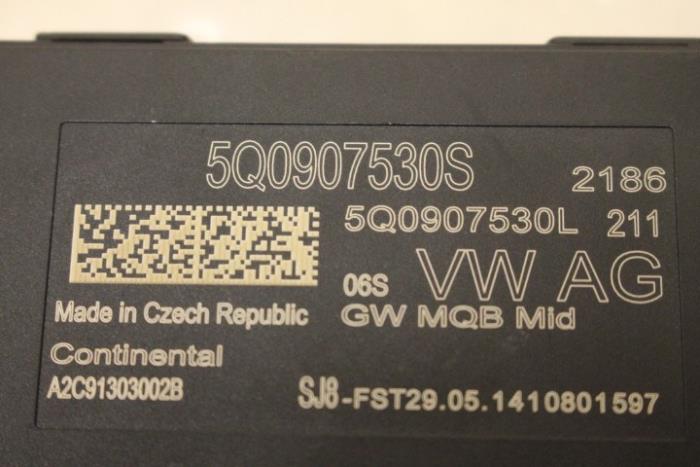 5Q0907530S 2186
5Q0907530L 211
06S VW AG
Made in Czech Republic GW MQB Mid
Continental
A2C91303002B SJ8-FST29.05.1410801597